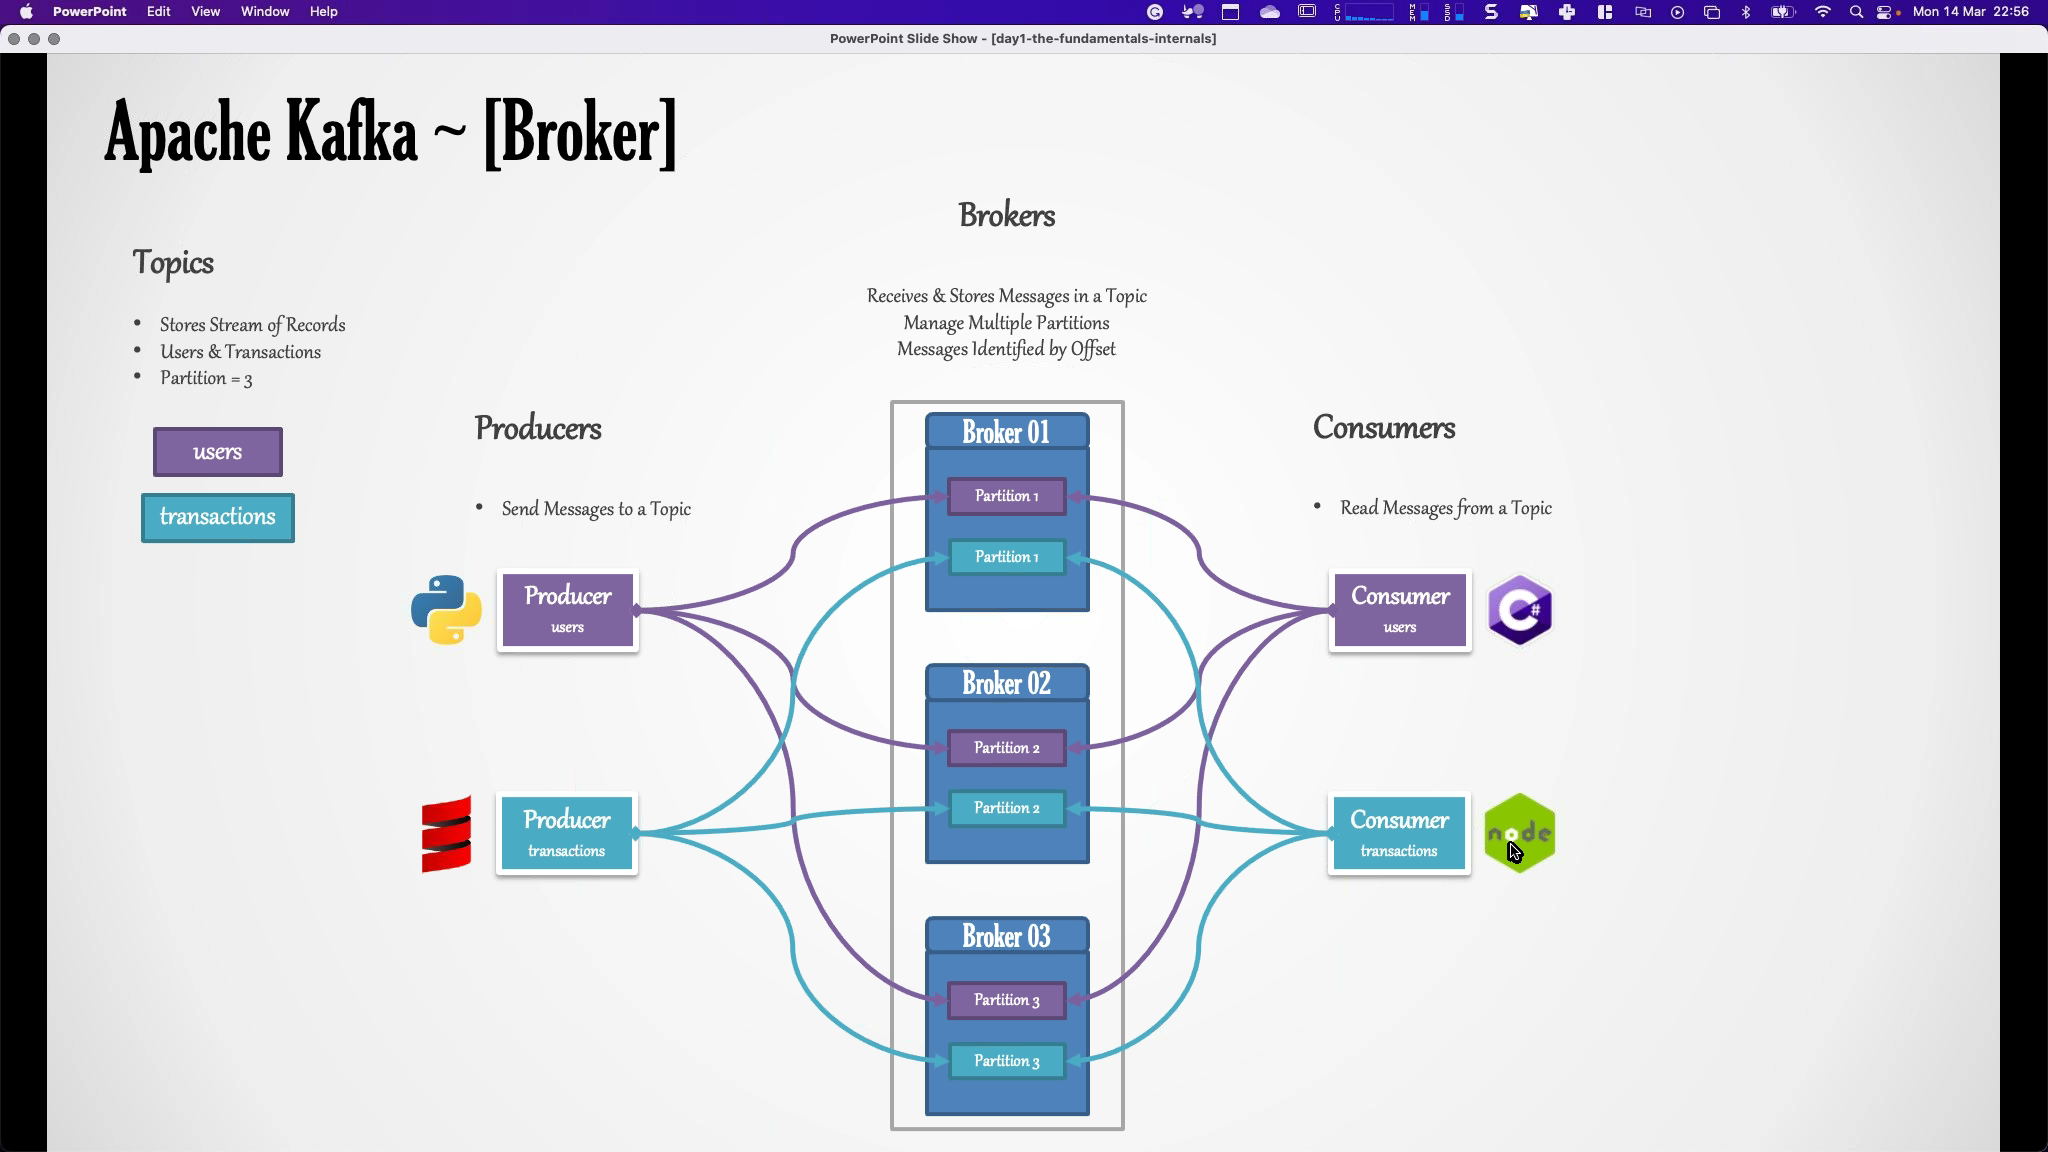 PowerPoint Edit View Window Help
CPU MEM SSD Mon 14 Mar 22:56
PowerPoint Slide Show - [day1-the-fundamentals-internals]
Apache Kafka ~ [Broker]
Brokers
Receives & Stores Messages in a Topic
Manage Multiple Partitions
Messages Identified by Offset
Topics
• Stores Stream of Records
• Users & Transactions
• Partition = 3
users
transactions
Producers
• Send Messages to a Topic
Producer
users
Producer
transactions
Broker 01
Partition 1
Partition 1
Broker 02
Partition 2
Partition 2
Broker 03
Partition 3
Partition 3
Consumers
• Read Messages from a Topic
Consumer
users
C#
Consumer
transactions
node